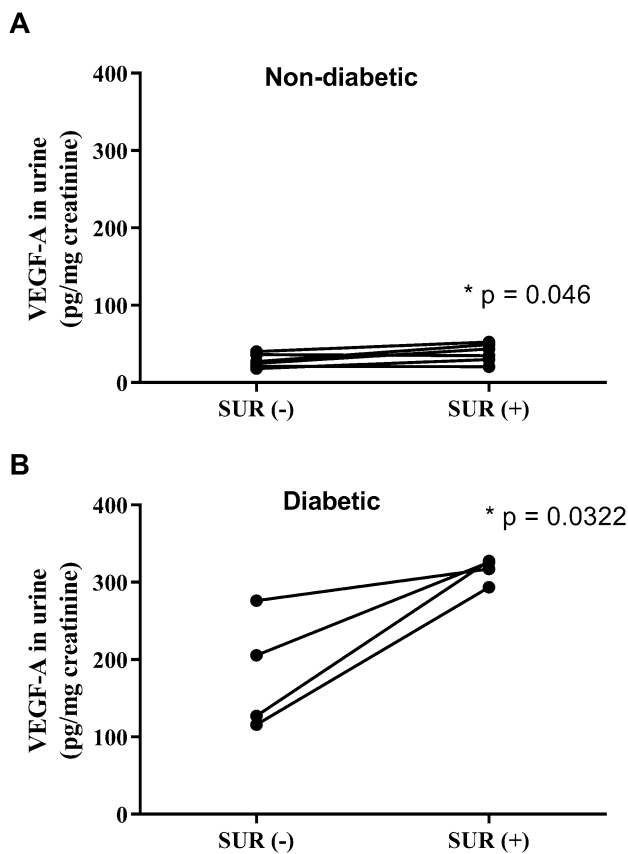 A
Non-diabetic
VEGF-A in urine
(pg/mg creatinine)
400
300
200
100
0
* p = 0.046
SUR (-)
SUR (+)
B
Diabetic
* p = 0.0322
VEGF-A in urine
(pg/mg creatinine)
400
300
200
100
0
SUR (-)
SUR (+)